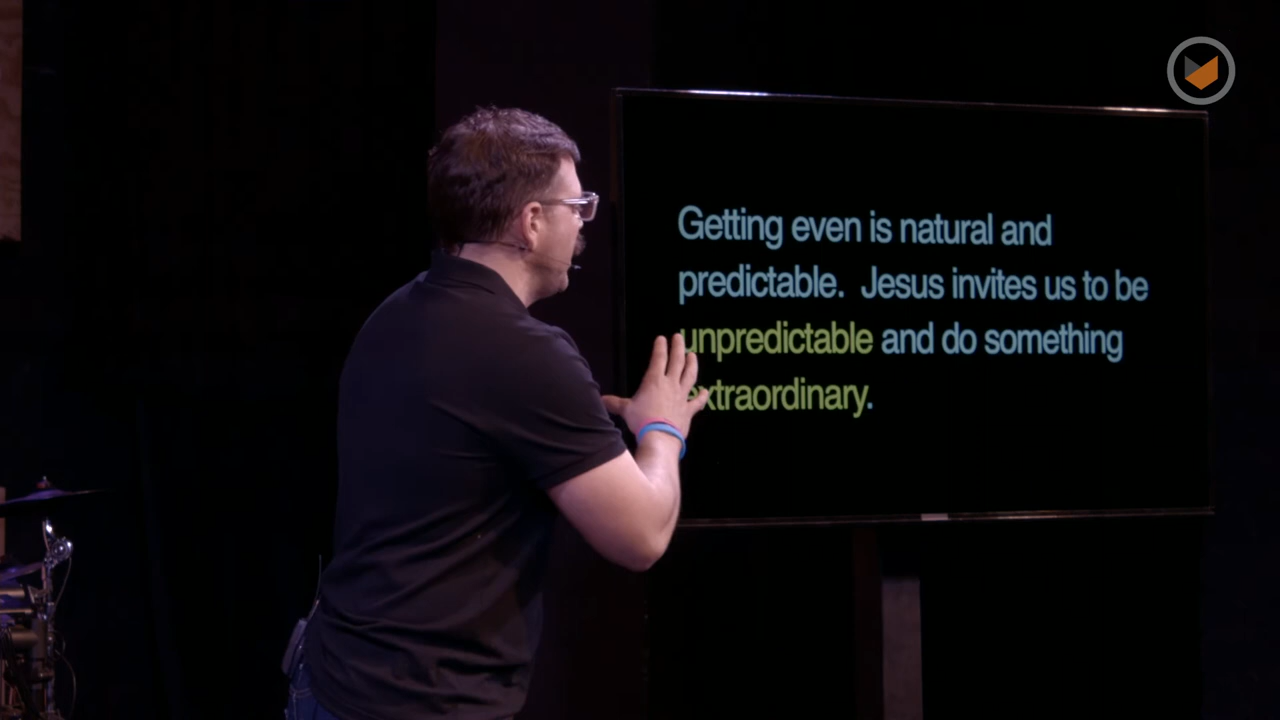 Getting even is natural and
predictable.  Jesus invites us to be
unpredictable and do something
extraordinary.